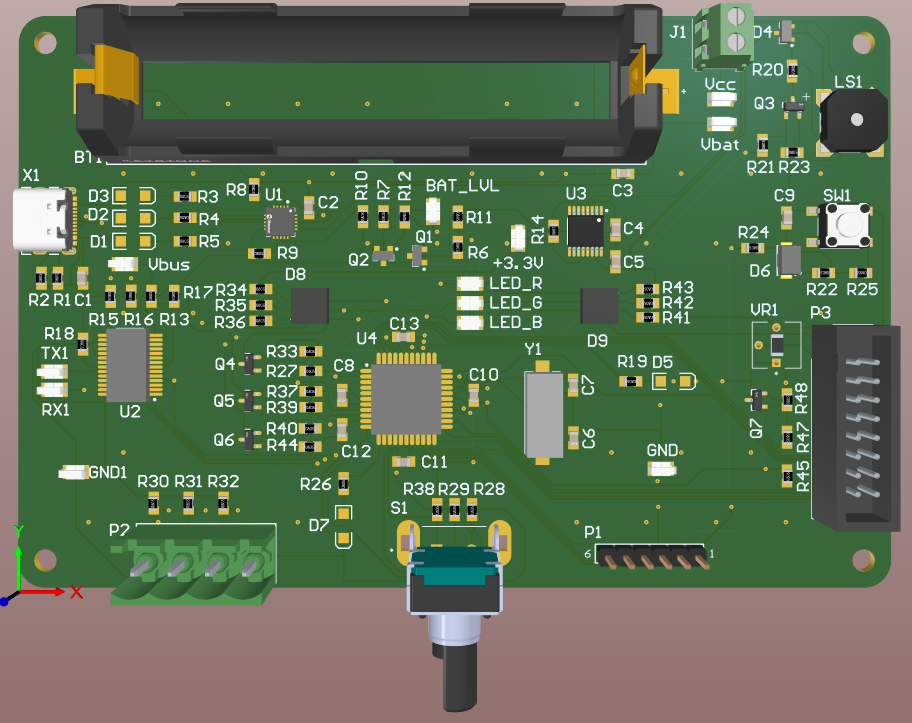 J1
D4
R20
Vcc
LS1
Q3
+
+
Vbat
BT1
R21
R23
X1
D3
R3
R8
U1
C2
R10
R7
R12
BAT_LVL
U3
C3
C9
SW1
D2
R4
R11
R14
C4
D1
R5
R9
Q2
Q1
R6
+3.3V
C5
R24
D6
Vbus
R2
R1
C1
D8
LED_R
R22
R25
R17
R34
R43
R15
R16
R13
R35
LED_G
R42
R36
LED_B
R41
VR1
P3
R18
U4
C13
D9
TX1
Q4
R33
Y1
R27
C8
C10
R19
D5
C7
RX1
U2
Q5
R37
R39
R48
Q6
R40
R44
C12
C6
Q7
R47
GND1
C11
GND
R45
R30
R31
R32
R26
R38
R29
R28
P2
D7
S1
P1
6
1
Y
X